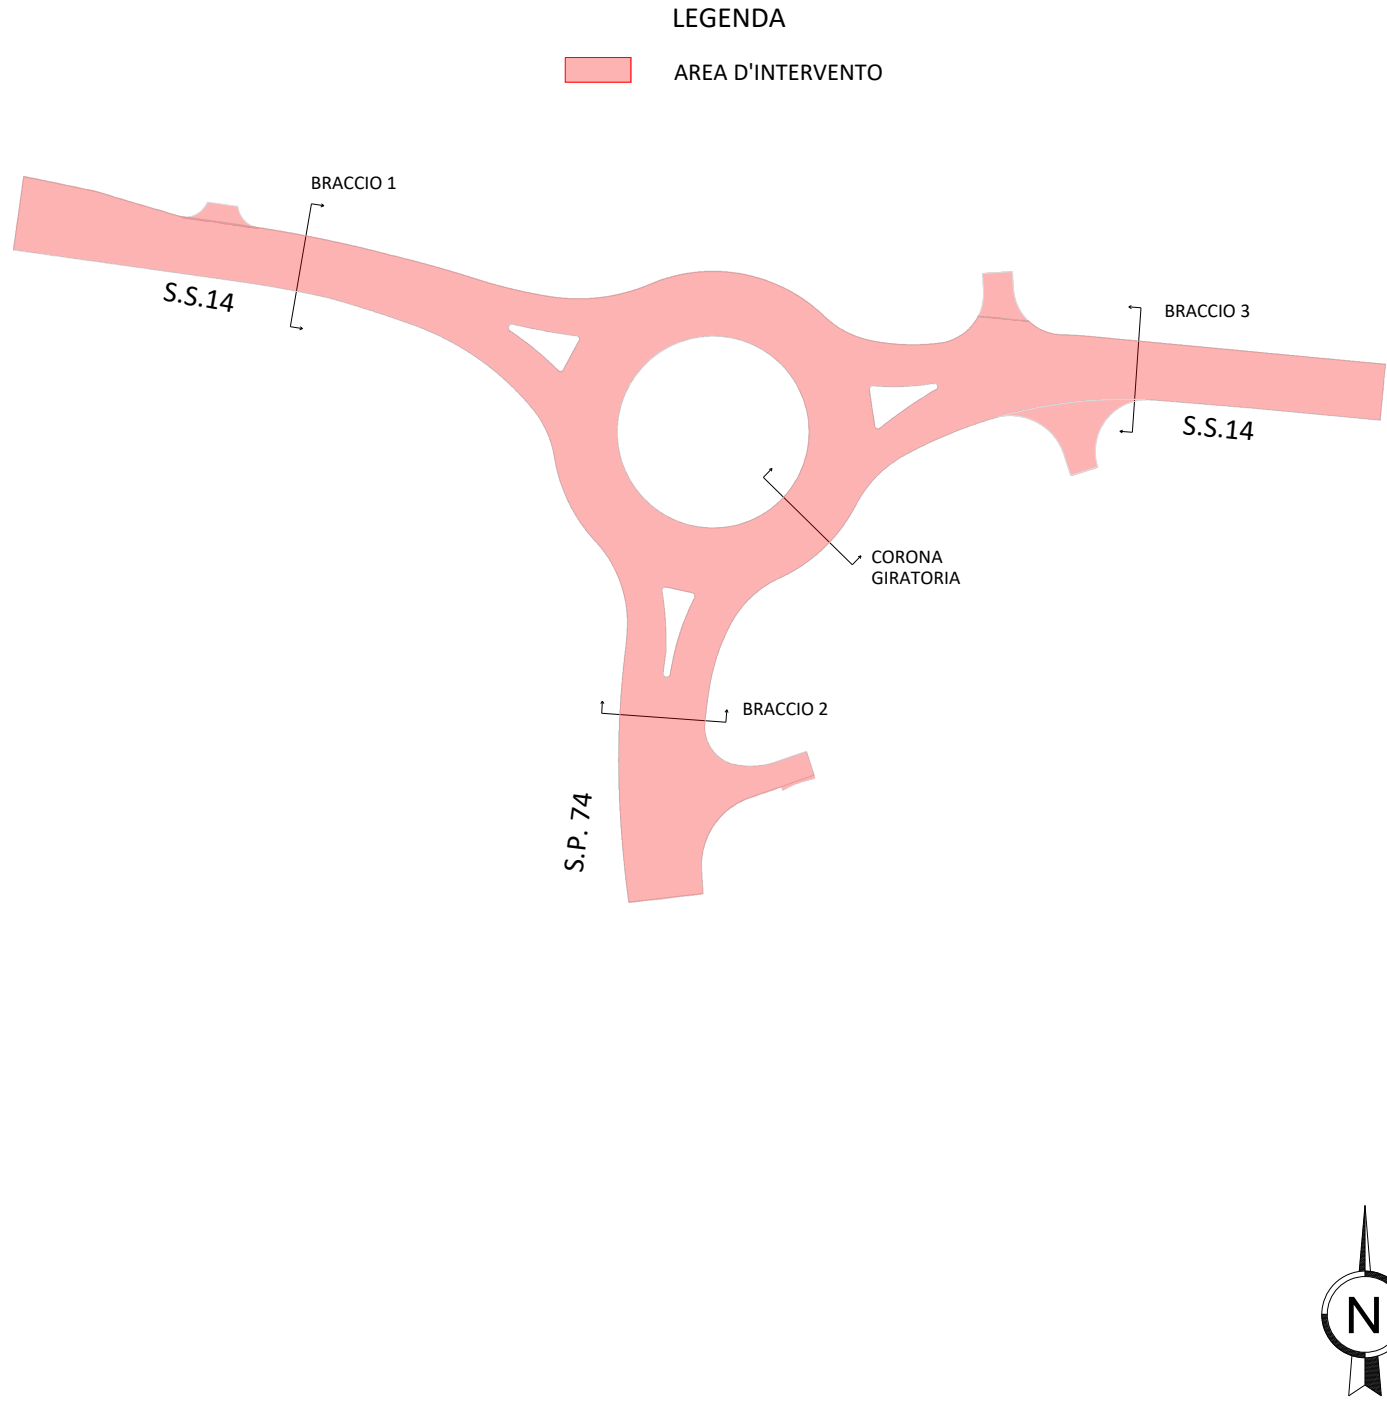 LEGENDA
AREA D'INTERVENTO
BRACCIO 1
S.S.14
BRACCIO 3
S.S.14
CORONA
GIRATORIA
BRACCIO 2
S.P. 74
N